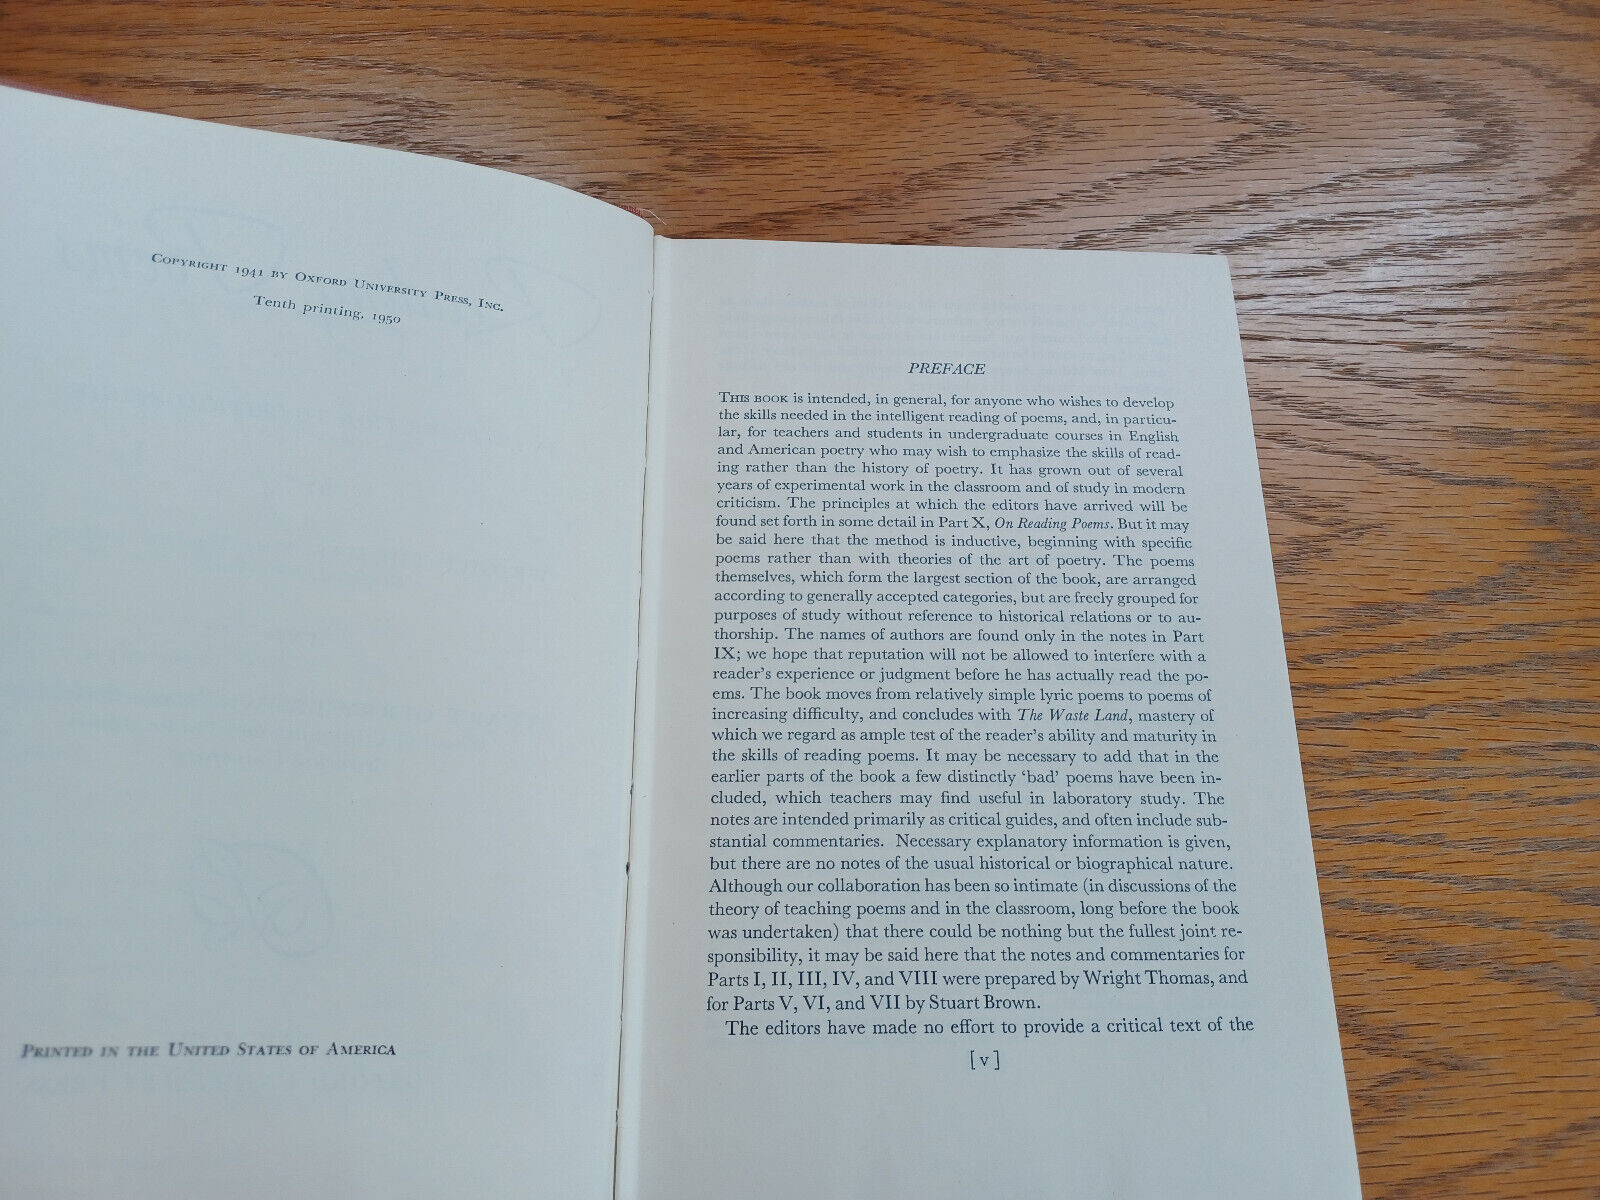 Copyright 1941 by Oxford University Press, Inc.
Tenth printing, 1950
Printed in the United States of America
PREFACE
This book is intended, in general, for anyone who wishes to develop
the skills needed in the intelligent reading of poems, and, in particu-
lar, for teachers and students in undergraduate courses in English
and American poetry who may wish to emphasize the skills of read-
ing rather than the history of poetry. It has grown out of several
years of experimental work in the classroom and of study in modern
criticism. The principles at which the editors have arrived will be
found set forth in some detail in Part X, On Reading Poems. But it may
be said here that the method is inductive, beginning with specific
poems rather than with theories of the art of poetry. The poems
themselves, which form the largest section of the book, are arranged
according to generally accepted categories, but are freely grouped for
purposes of study without reference to historical relations or to au-
thorship. The names of authors are found only in the notes in Part
IX; we hope that reputation will not be allowed to interfere with a
reader's experience or judgment before he has actually read the po-
ems. The book moves from relatively simple lyric poems to poems of
increasing difficulty, and concludes with The Waste Land, mastery of
which we regard as ample test of the reader's ability and maturity in
the skills of reading poems. It may be necessary to add that in the
earlier parts of the book a few distinctly 'bad' poems have been in-
cluded, which teachers may find useful in laboratory study. The
notes are intended primarily as critical guides, and often include sub-
stantial commentaries. Necessary explanatory information is given,
but there are no notes of the usual historical or biographical nature.
Although our collaboration has been so intimate (in discussions of the
theory of teaching poems and in the classroom, long before the book
was undertaken) that there could be nothing but the fullest joint re-
sponsibility, it may be said here that the notes and commentaries for
Parts I, II, III, IV, and VIII were prepared by Wright Thomas, and
for Parts V, VI, and VII by Stuart Brown.
The editors have made no effort to provide a critical text of the
[v]